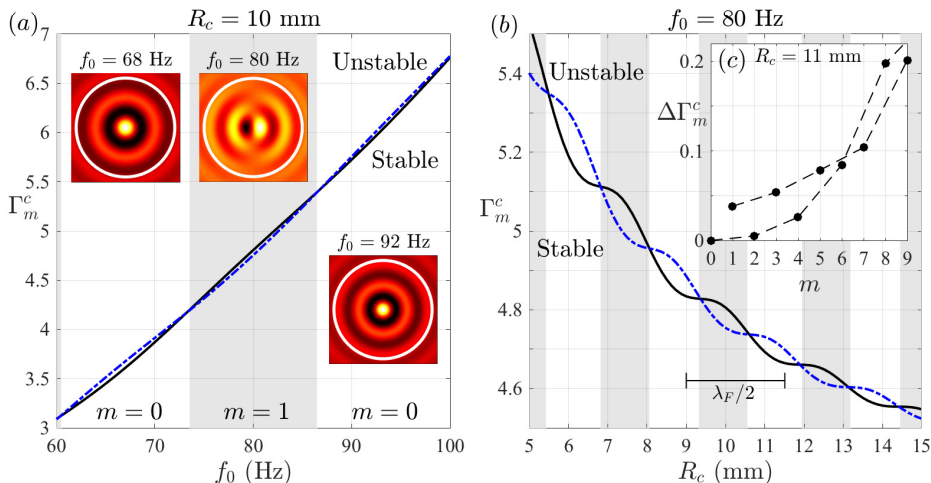 (a) R_c = 10 mm
7
6.5
6
5.5
5
4.5
4
3.5
3
Γ^c_m
f_0 = 68 Hz
f_0 = 80 Hz
Unstable
Stable
f_0 = 92 Hz
m = 0
m = 1
m = 0
60 70 80 90 100
f_0 (Hz)
(b) f_0 = 80 Hz
5.4
5.2
5
4.8
4.6
Γ^c_m
Unstable
Stable
λ_F/2
5 6 7 8 9 10 11 12 13 14 15
R_c (mm)
(c) R_c = 11 mm
0.2
0.1
0
ΔΓ^c_m
0 1 2 3 4 5 6 7 8 9
m